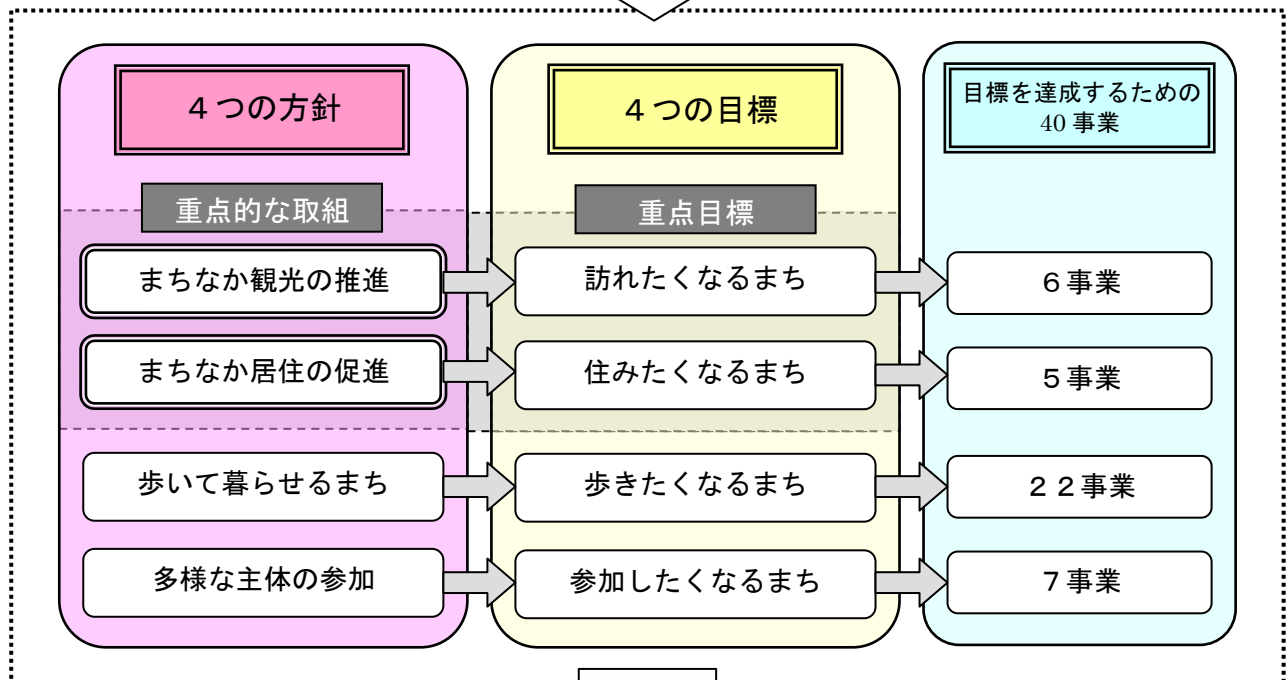 ４つの方針
４つの目標
目標を達成するための
40 事業
重点的な取組
重点目標
まちなか観光の推進
訪れたくなるまち
６事業
まちなか居住の促進
住みたくなるまち
５事業
歩いて暮らせるまち
歩きたくなるまち
２２事業
多様な主体の参加
参加したくなるまち
７事業